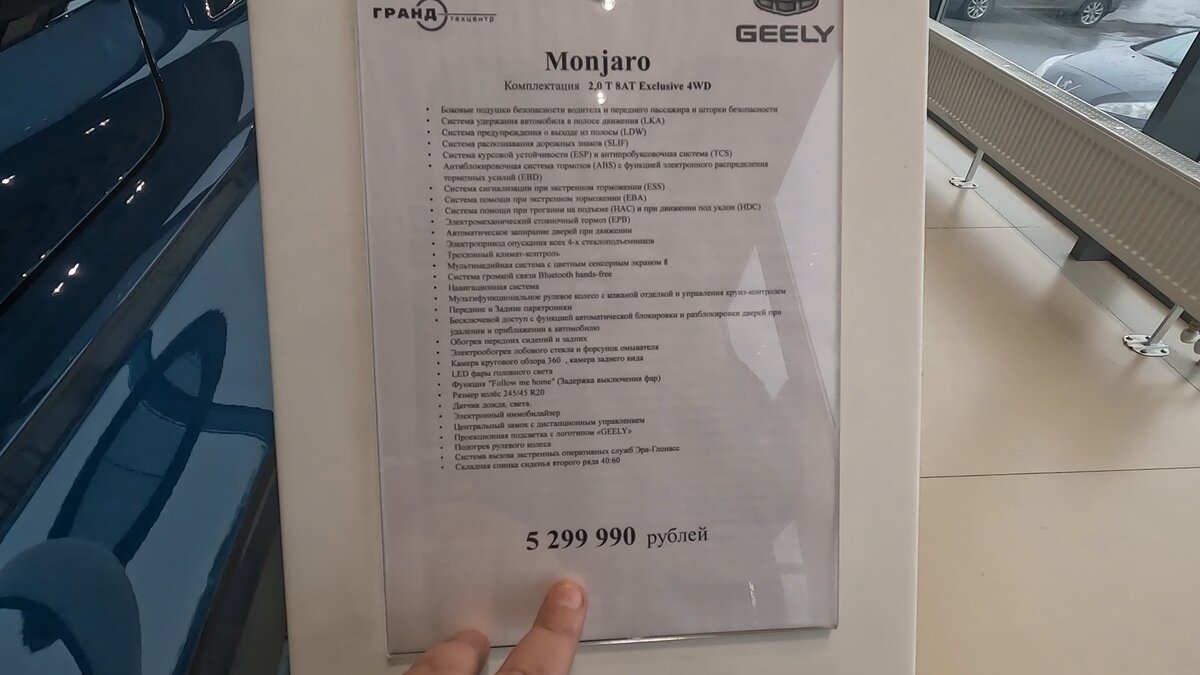 ГРАНД
техцентр
GEELY
Monjaro
Комплектация 2,0 T 8AT Exclusive 4WD
• Боковые подушки безопасности водителя и переднего пассажира и шторки безопасности
• Система удержания автомобиля в полосе движения (LKA)
• Система предупреждения о выходе из полосы (LDW)
• Система распознавания дорожных знаков (SLIF)
• Система курсовой устойчивости (ESP) и антипробуксовочная система (TCS)
• Антиблокировочная система тормозов (ABS) с функцией электронного распределения
тормозных усилий (EBD)
• Система сигнализации при экстренном торможении (ESS)
• Система помощи при экстренном торможении (EBA)
• Система помощи при трогании на подъеме (HAC) и при движении под уклон (HDC)
• Электромеханический стояночный тормоз (EPB)
• Автоматическое запирание дверей при движении
• Электропривод опускания всех 4-х стеклоподъемников
• Трехзонный климат-контроль
• Мультимедийная система с цветным сенсорным экраном 8
• Система громкой связи Bluetooth hands-free
• Навигационная система
• Мультифункциональное рулевое колесо с кожаной отделкой и управления круиз-контролем
• Передние и Задние парктроники
• Бесключевой доступ с функцией автоматической блокировки и разблокировки дверей при
удалении и приближении к автомобилю
• Обогрев передних сидений и задних
• Электрообогрев лобового стекла и форсунок омывателя
• Камера кругового обзора 360 , камера заднего вида
• LED фары головного света
• Функция "Follow me home" (Задержка выключения фар)
• Размер колёс 245/45 R20
• Датчик дождя, света.
• Электронный иммобилайзер
• Центральный замок с дистанционным управлением
• Проекционная подсветка с логотипом «GEELY»
• Подогрев рулевого колеса
• Система вызова экстренных оперативных служб Эра-Глонасс
• Складная спинка сиденья второго ряда 40:60
5 299 990 рублей